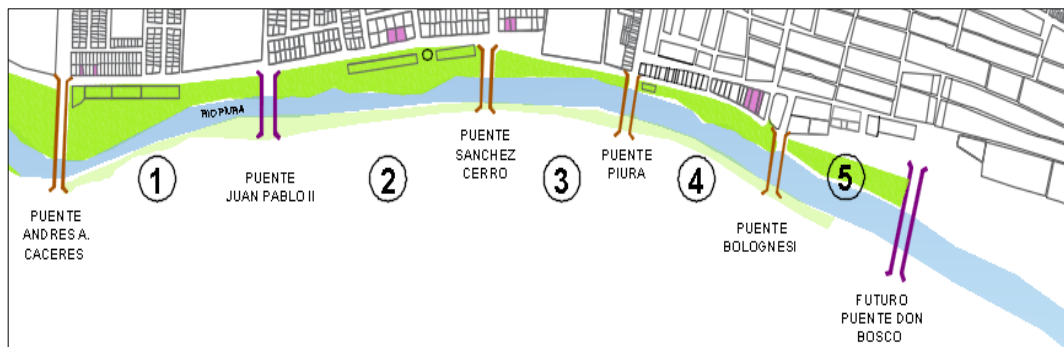 RIO PIURA
1
2
3
4
5
PUENTE
ANDRES A.
CACERES
PUENTE
JUAN PABLO II
PUENTE
SANCHEZ
CERRO
PUENTE
PIURA
PUENTE
BOLOGNESI
FUTURO
PUENTE DON
BOSCO